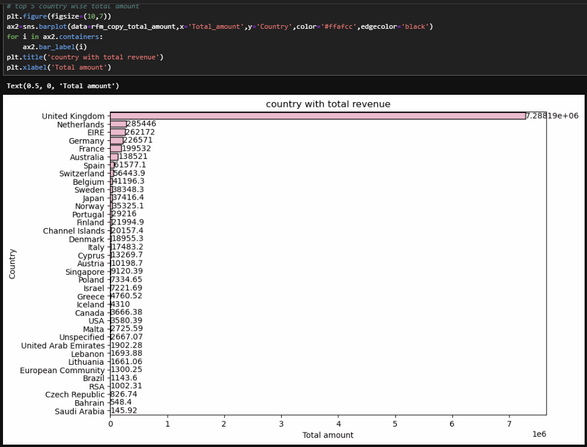 # top 5 country wise total amount
plt.figure(figsize=(10,7))
ax2=sns.barplot(data=rfm_copy_total_amount,x='Total_amount',y='Country',color='#ffafcc',edgecolor='black')
for i in ax2.containers:
    ax2.bar_label(i)
plt.title('country with total revenue')
plt.xlabel('Total amount')
Text(0.5, 0, 'Total amount')
country with total revenue
United Kingdom 7.28819e+06
Netherlands 285446
EIRE 262172
Germany 226571
France 199532
Australia 138521
Spain 61577.1
Switzerland 56443.9
Belgium 41196.3
Sweden 38348.3
Japan 37416.4
Norway 35325.1
Portugal 29216
Finland 21994.9
Channel Islands 20157.4
Denmark 18955.3
Italy 17483.2
Cyprus 13269.7
Austria 10198.7
Singapore 9120.39
Poland 7334.65
Israel 7221.69
Greece 4760.52
Iceland 4310
Canada 3666.38
USA 3580.39
Malta 2725.59
Unspecified 2667.07
United Arab Emirates 1902.28
Lebanon 1693.88
Lithuania 1661.06
European Community 1300.25
Brazil 1143.6
RSA 1002.31
Czech Republic 826.74
Bahrain 548.4
Saudi Arabia 145.92
Country
0 1 2 3 4 5 6 7
1e6
Total amount